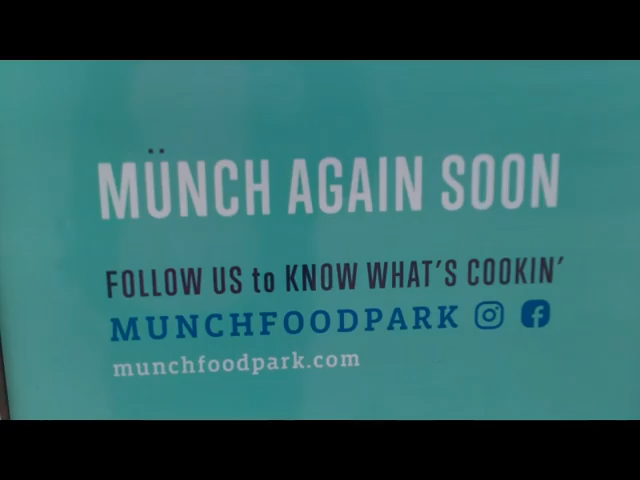 MÜNCH AGAIN SOON
FOLLOW US to KNOW WHAT'S COOKIN'
MUNCHFOODPARK
munchfoodpark.com